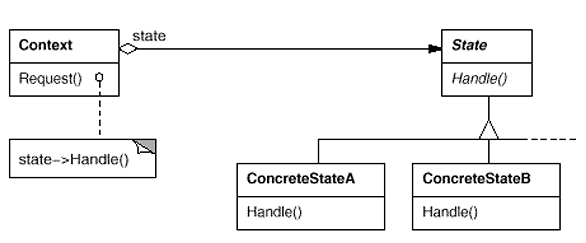 state
Context
State
Request()
Handle()
state->Handle()
ConcreteStateA
ConcreteStateB
Handle()
Handle()